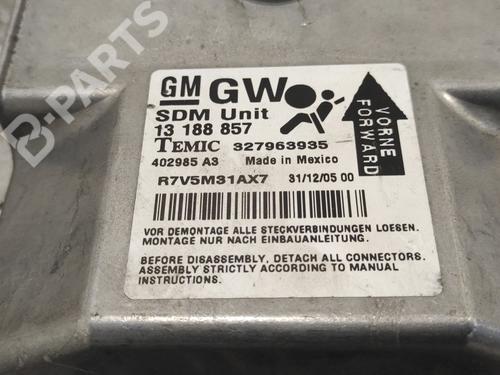 B-PARTS
GM GW
SDM Unit
13 188 857
TEMIC 327963935
402985 A3 Made in Mexico
R7V5M31AX7 31/12/05 00
VORNE
FORWARD
VOR DEMONTAGE ALLE STECKVERBINDUNGEN LOESEN.
MONTAGE NUR NACH EINBAUANLEITUNG.
BEFORE DISASSEMBLY, DETACH ALL CONNECTORS.
ASSEMBLY STRICTLY ACCORDING TO MANUAL
INSTRUCTIONS.
B-PARTS